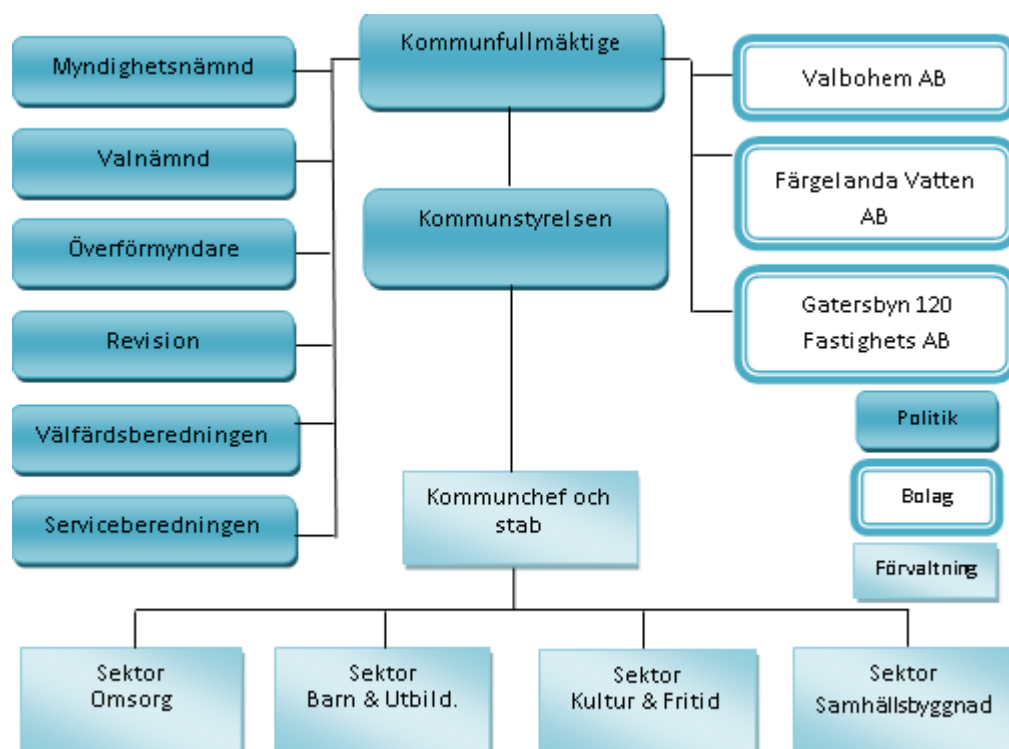 Kommunfullmäktige
Myndighetsnämnd
Valnämnd
Överförmyndare
Revision
Välfärdsberedningen
Serviceberedningen
Kommunstyrelsen
Valbohem AB
Färgelanda Vatten
AB
Gatersbyn 120
Fastighets AB
Politik
Bolag
Förvaltning
Kommunchef och
stab
Sektor
Omsorg
Sektor
Barn & Utbild.
Sektor
Kultur & Fritid
Sektor
Samhällsbyggnad